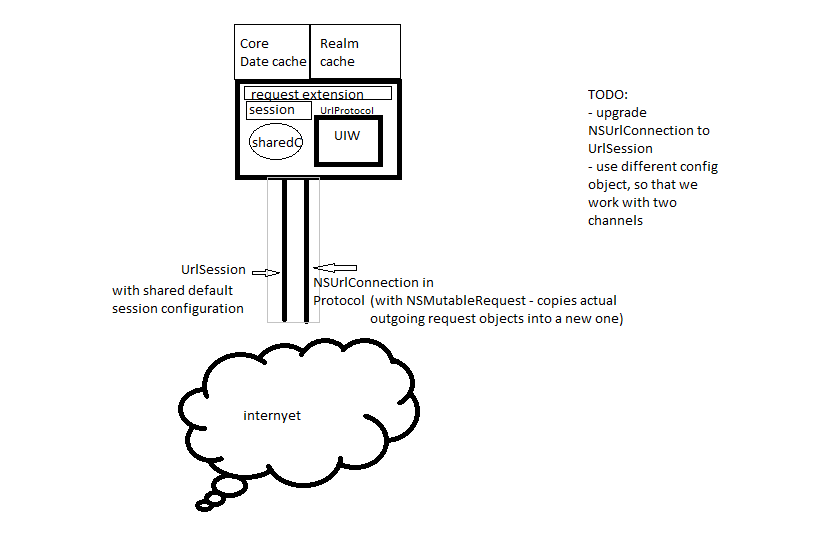 Core
Date cache
Realm
cache
request extension
session
UrlProtocol
sharedC
UIW
TODO:
- upgrade
NSUrlConnection to
UrlSession
- use different config
object, so that we
work with two
channels
UrlSession
with shared default
session configuration
NSUrlConnection in
Protocol (with NSMutableRequest - copies actual
outgoing request objects into a new one)
internyet